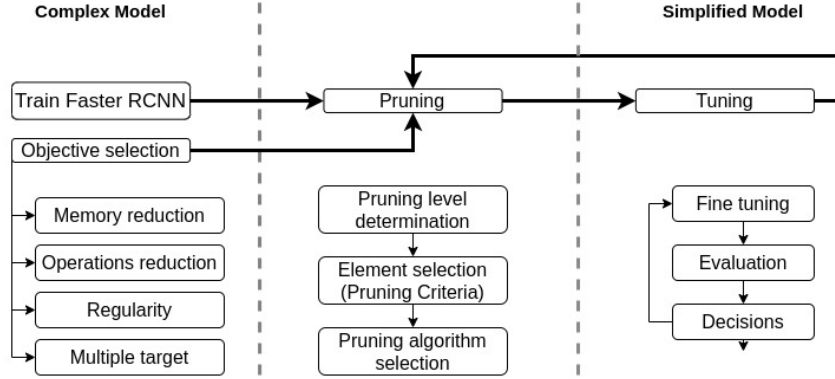 Complex Model
Simplified Model
Train Faster RCNN
Pruning
Tuning
Objective selection
Memory reduction
Operations reduction
Regularity
Multiple target
Pruning level
determination
Element selection
(Pruning Criteria)
Pruning algorithm
selection
Fine tuning
Evaluation
Decisions